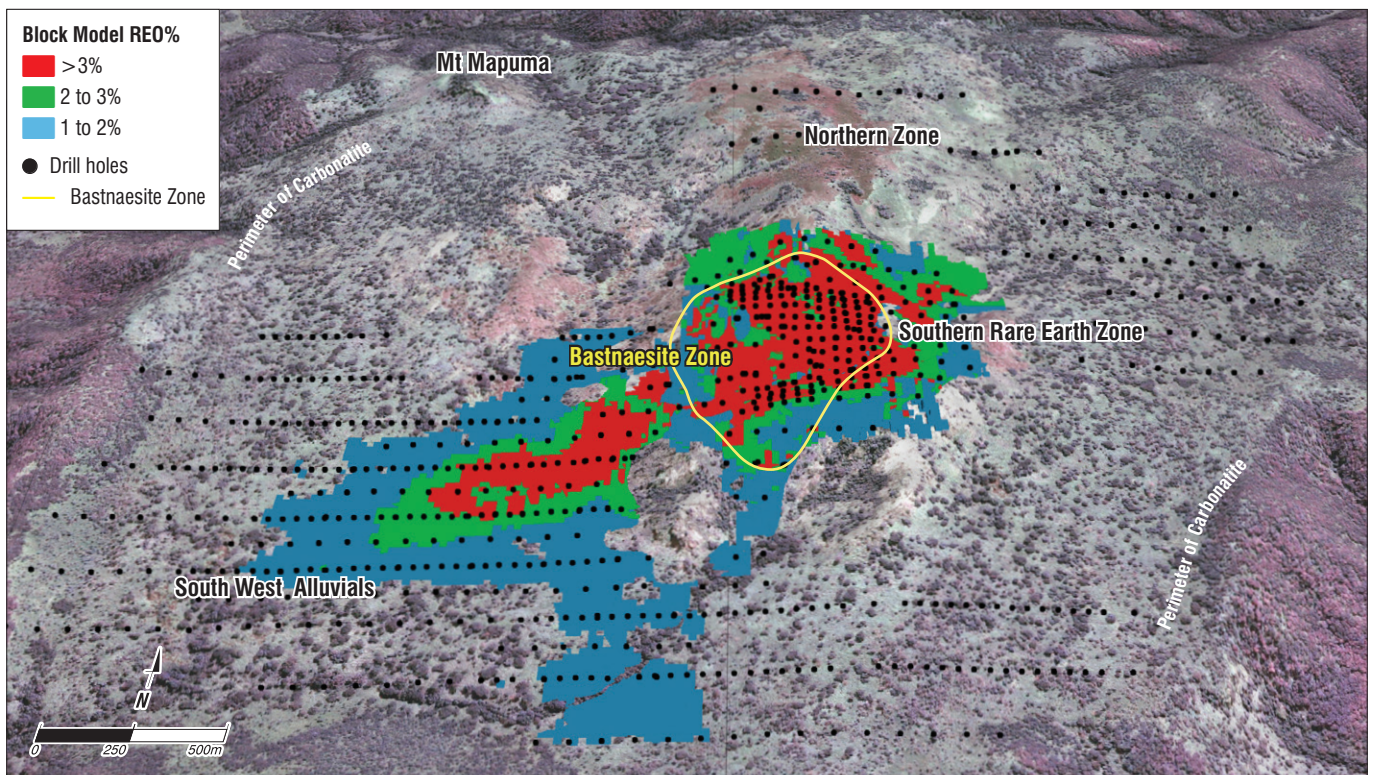 Block Model REO%
>3%
2 to 3%
1 to 2%
Drill holes
Bastnaesite Zone
Mt Mapuma
Northern Zone
Perimeter of Carbonatite
Southern Rare Earth Zone
Bastnaesite Zone
Perimeter of Carbonatite
South West Alluvials
N
0 250 500m